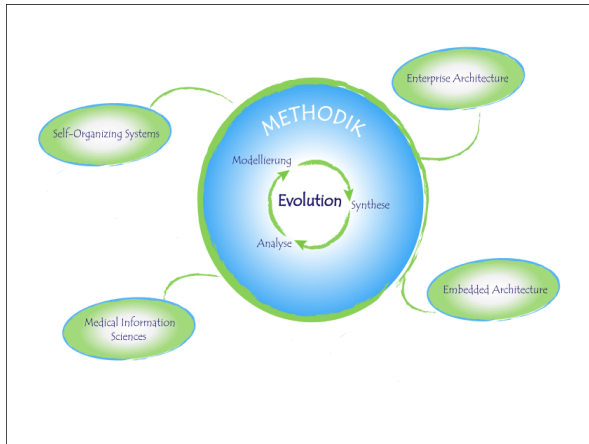 Enterprise Architecture
METHODIK
Self-Organizing Systems
Modellierung
Evolution
Synthese
Analyse
Embedded Architecture
Medical Information
Sciences